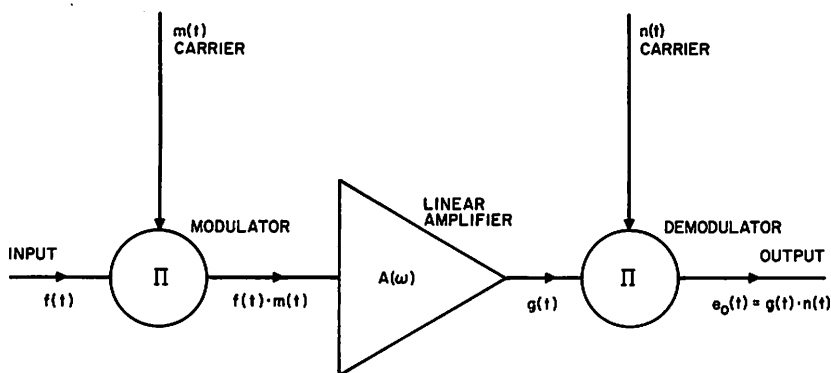 m(t)
CARRIER
n(t)
CARRIER
MODULATOR
LINEAR
AMPLIFIER
DEMODULATOR
INPUT
OUTPUT
Π
A(ω)
Π
f(t)
f(t)·m(t)
g(t)
e₀(t) = g(t)·n(t)